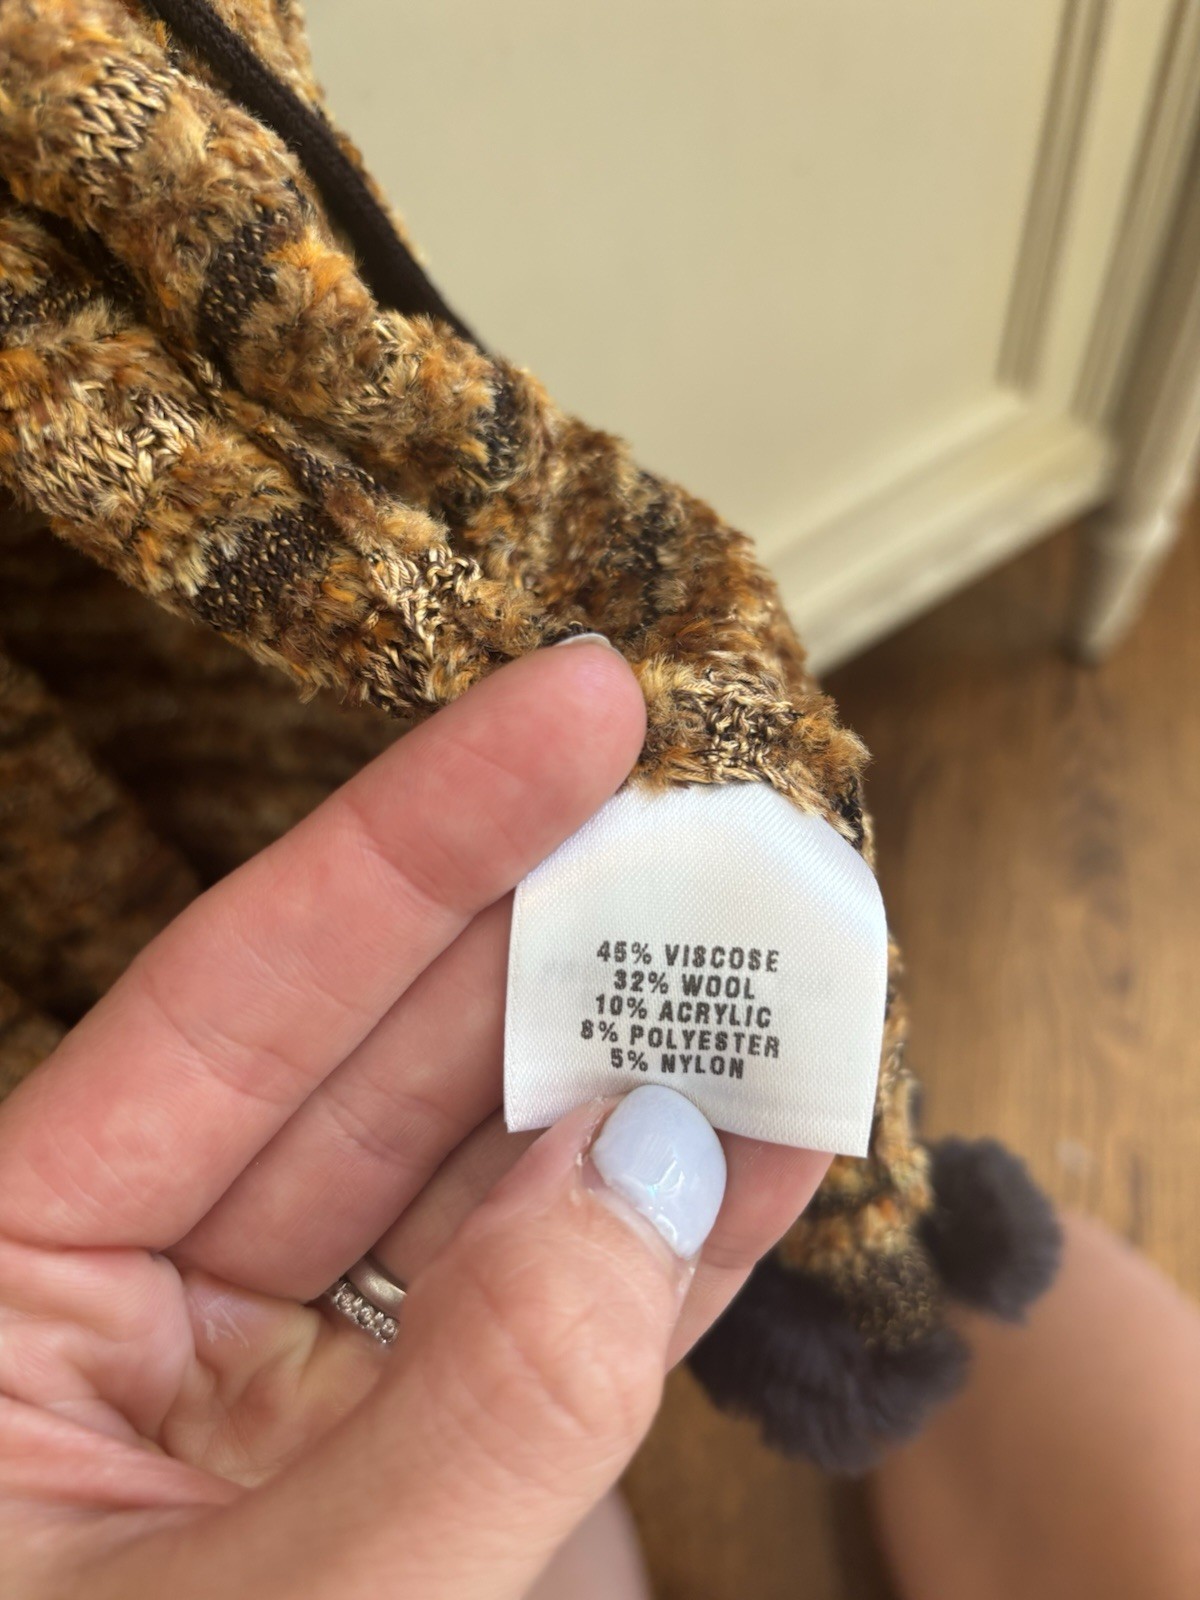 45% VISCOSE
32% WOOL
10% ACRYLIC
8% POLYESTER
5% NYLON